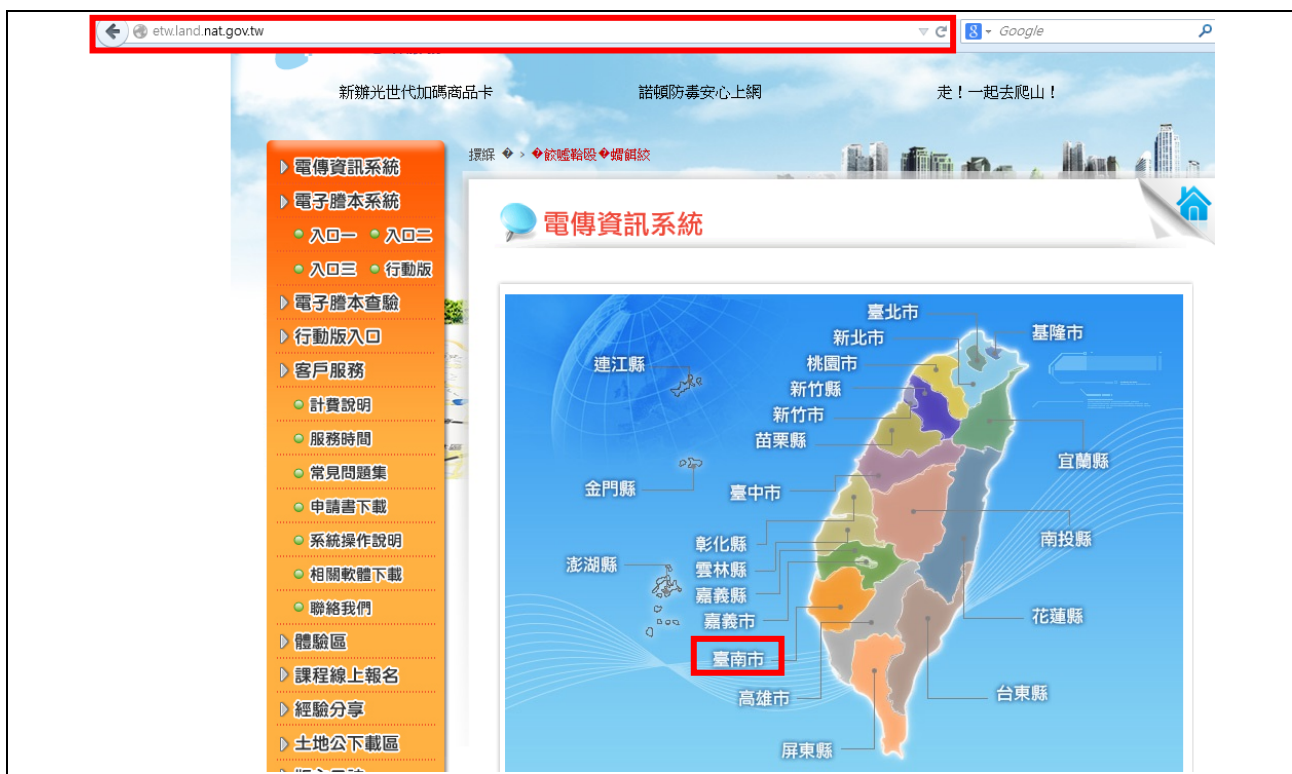 etw.land.nat.gov.tw
Google
新辦光世代加碼商品卡
諾頓防毒安心上網
走！一起去爬山！
電傳資訊系統
電子謄本系統
入口一 入口二
入口三 行動版
電子謄本查驗
行動版入口
客戶服務
計費說明
服務時間
常見問題集
申請書下載
系統操作說明
相關軟體下載
聯絡我們
體驗區
課程線上報名
經驗分享
土地公下載區
電傳資訊系統
臺北市
新北市
基隆市
桃園市
連江縣
新竹縣
新竹市
苗栗縣
宜蘭縣
金門縣
臺中市
南投縣
彰化縣
澎湖縣
雲林縣
嘉義縣
嘉義市
花蓮縣
臺南市
高雄市
台東縣
屏東縣